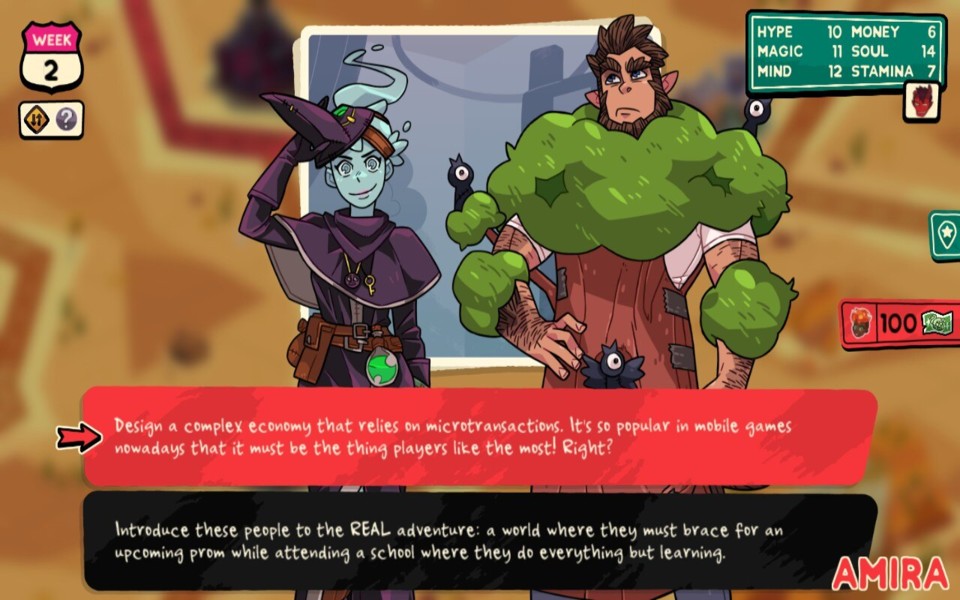 WEEK
2
?
HYPE 10 MONEY 6
MAGIC 11 SOUL 14
MIND 12 STAMINA 7
100
Design a complex economy that relies on microtransactions. It's so popular in mobile games
nowadays that it must be the thing players like the most! Right?
Introduce these people to the REAL adventure: a world where they must brace for an
upcoming prom while attending a school where they do everything but learning.
AMIRA